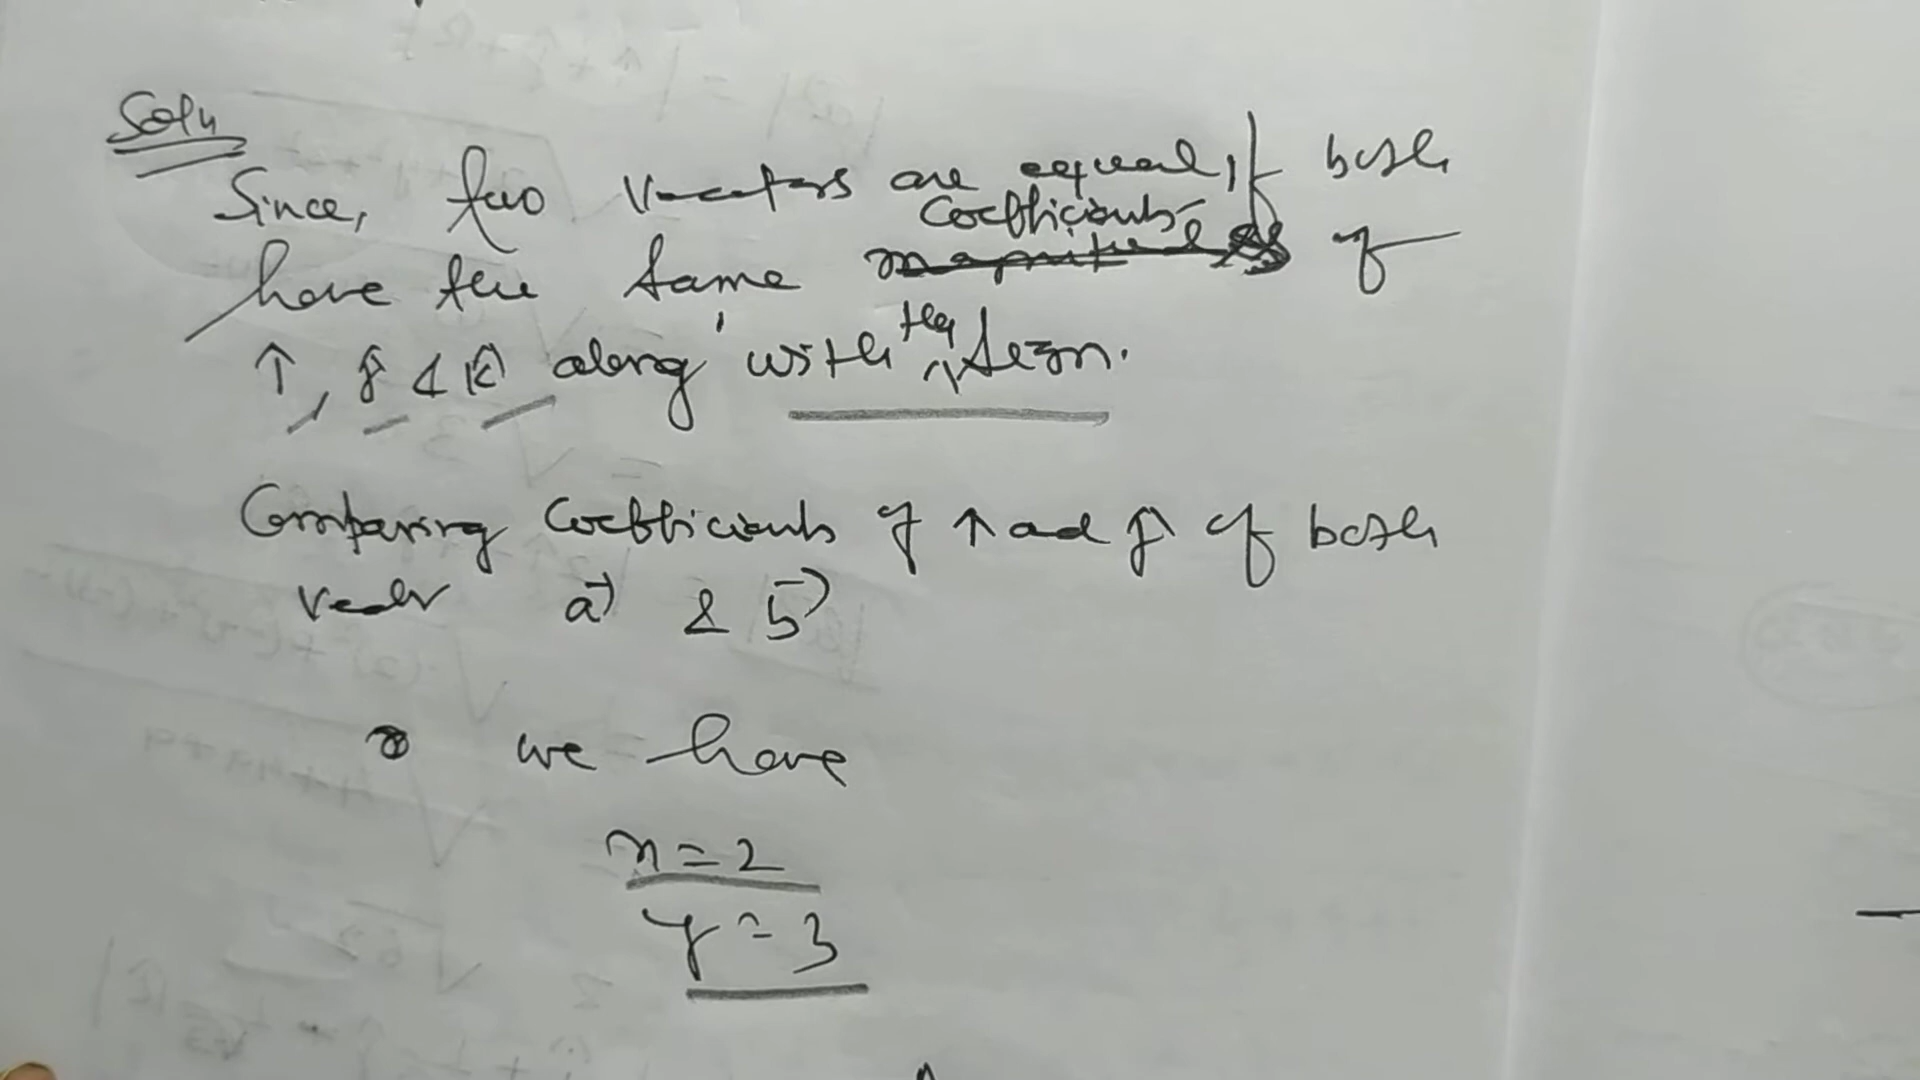 Soln
Since, two vectors are equal, if both
have the same coefficients of
î, ĵ & k̂ along with the sign.
Comparing coefficients of î and ĵ of both
vector a⃗ & b⃗
we have
x = 2
y = 3